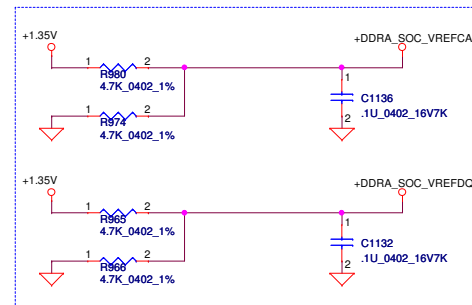 +1.35V
+DDRA_SOC_VREFCA
1 2
R980
4.7K_0402_1%
1
C1136
.1U_0402_16V7K
2
1 2
R974
4.7K_0402_1%
+1.35V
+DDRA_SOC_VREFDQ
1 2
R965
4.7K_0402_1%
1
C1132
.1U_0402_16V7K
2
1 2
R966
4.7K_0402_1%